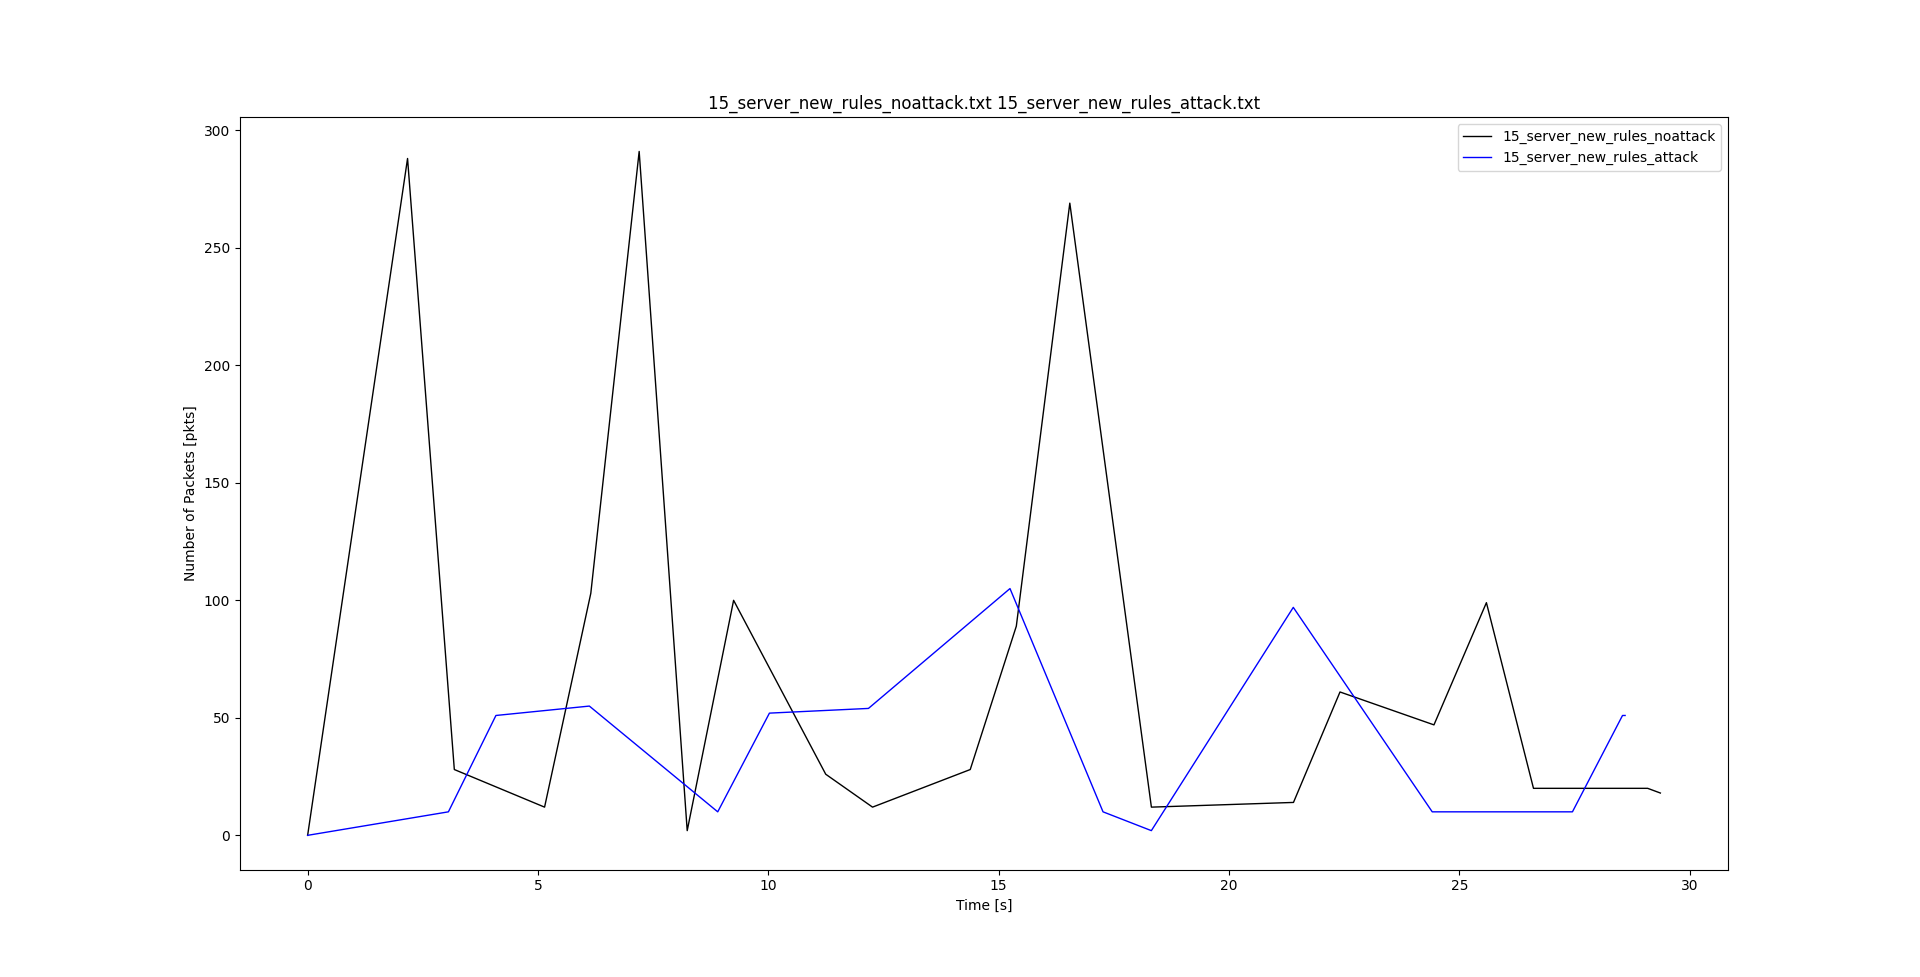 15_server_new_rules_noattack.txt 15_server_new_rules_attack.txt
15_server_new_rules_noattack
15_server_new_rules_attack
Number of Packets [pkts]
300
250
200
150
100
50
0
0 5 10 15 20 25 30
Time [s]